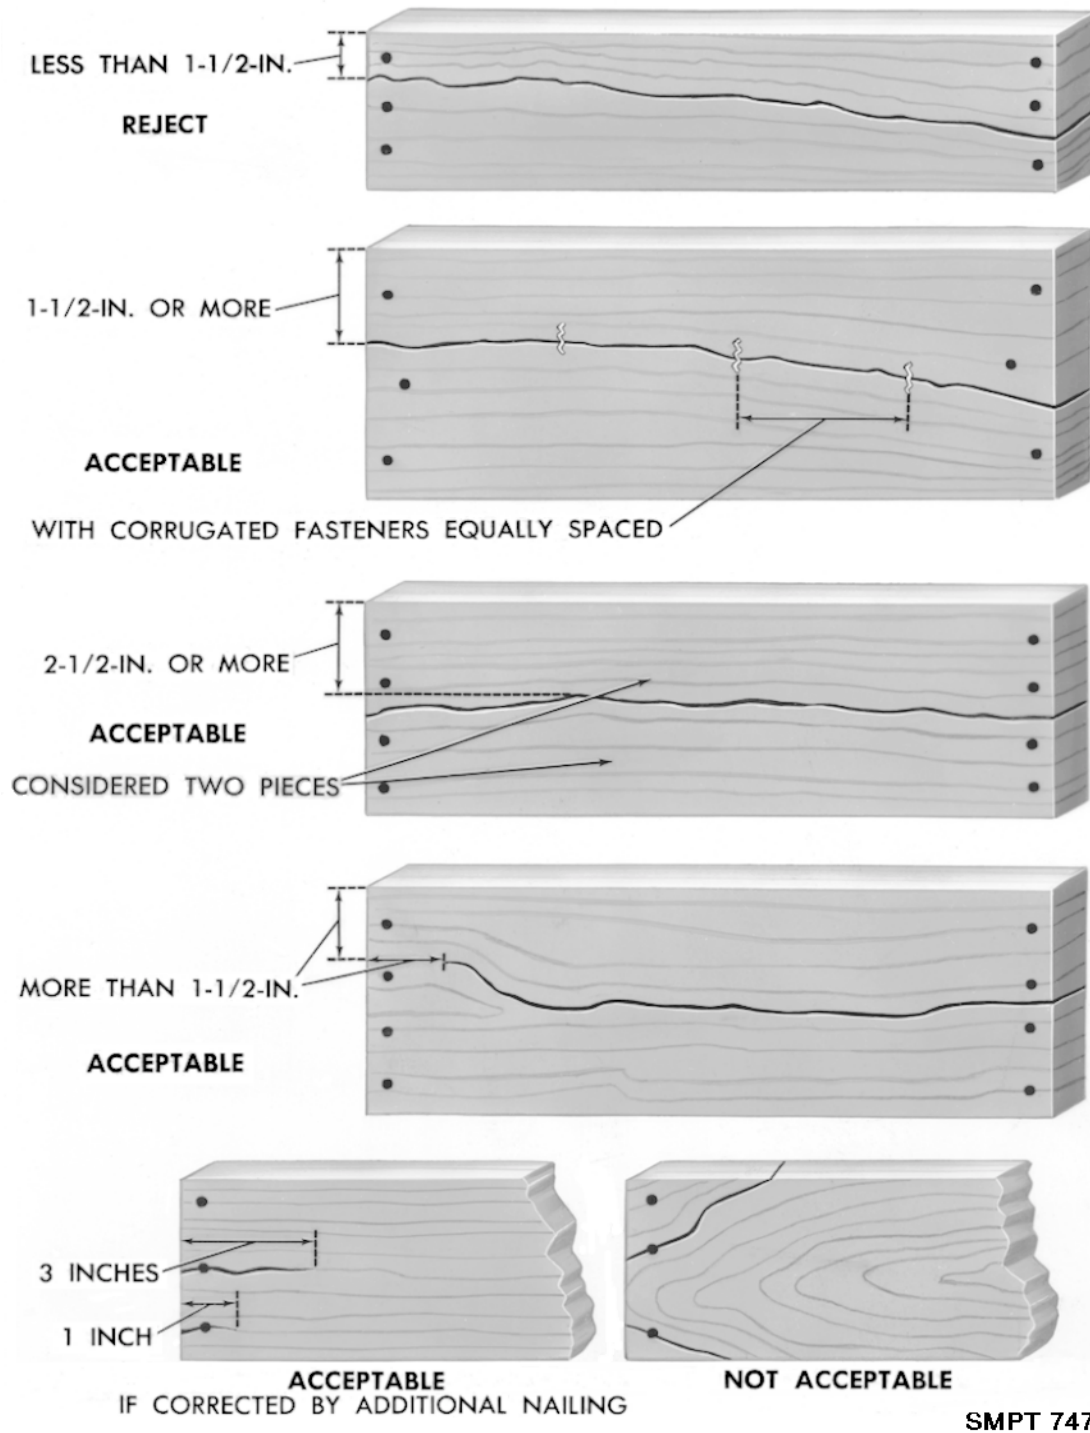 LESS THAN 1-1/2-IN.
REJECT
1-1/2-IN. OR MORE
ACCEPTABLE
WITH CORRUGATED FASTENERS EQUALLY SPACED
2-1/2-IN. OR MORE
ACCEPTABLE
CONSIDERED TWO PIECES
MORE THAN 1-1/2-IN.
ACCEPTABLE
3 INCHES
1 INCH
ACCEPTABLE
IF CORRECTED BY ADDITIONAL NAILING
NOT ACCEPTABLE
SMPT 747